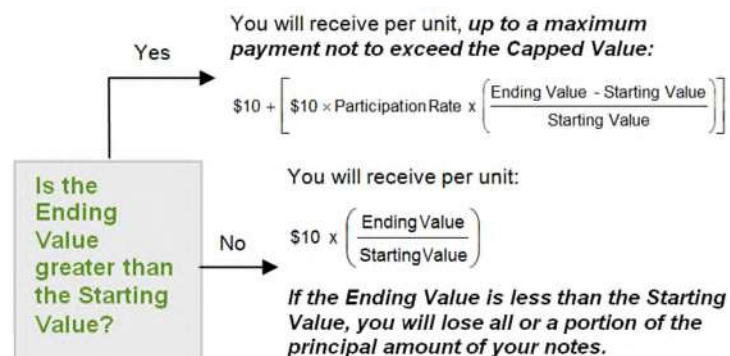 Yes
You will receive per unit, up to a maximum
payment not to exceed the Capped Value:
$10 + [ $10 × Participation Rate x ( Ending Value - Starting Value / Starting Value ) ]
Is the
Ending
Value
greater than
the Starting
Value?
No
You will receive per unit:
$10 x ( Ending Value / StartingValue )
If the Ending Value is less than the Starting
Value, you will lose all or a portion of the
principal amount of your notes.